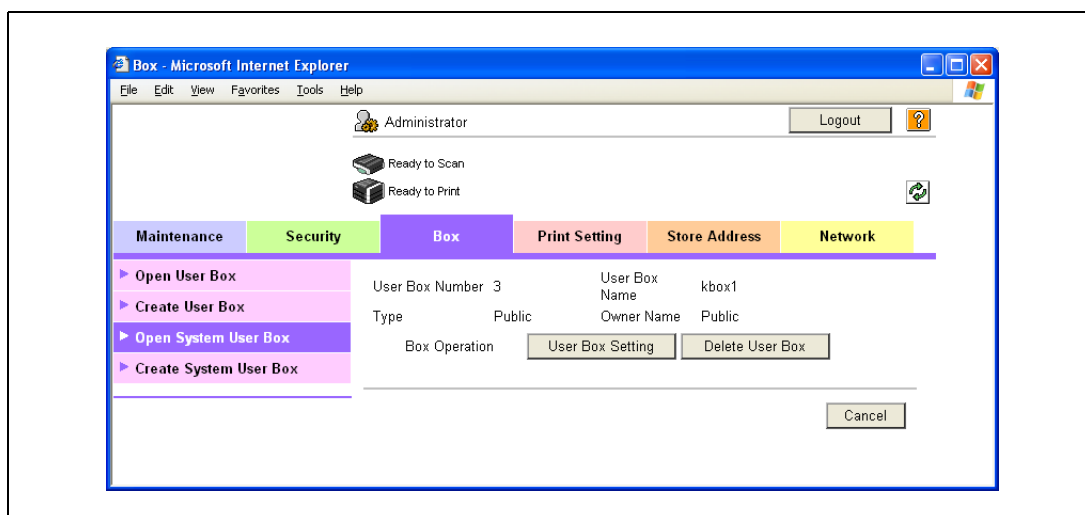 Box - Microsoft Internet Explorer
File Edit View Favorites Tools Help
Administrator Logout ?
Ready to Scan
Ready to Print
Maintenance Security Box Print Setting Store Address Network
Open User Box
Create User Box
Open System User Box
Create System User Box
User Box Number 3 User Box Name kbox1
Type Public Owner Name Public
Box Operation User Box Setting Delete User Box
Cancel